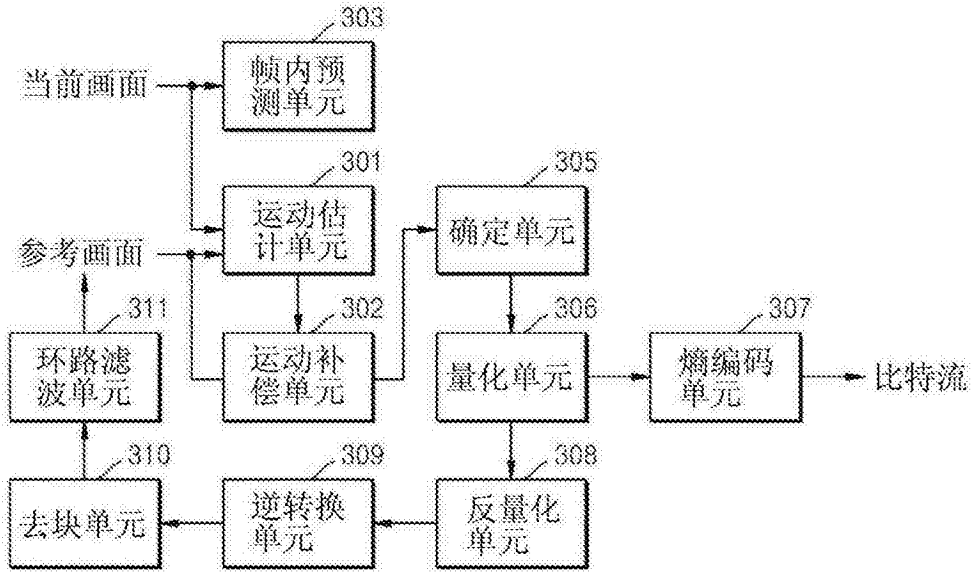 303
帧内预
测单元
当前画面
301
运动估
计单元
305
确定单元
参考画面
311
环路滤
波单元
302
运动补
偿单元
306
量化单元
307
熵编码
单元
比特流
310
去块单元
309
逆转换
单元
308
反量化
单元